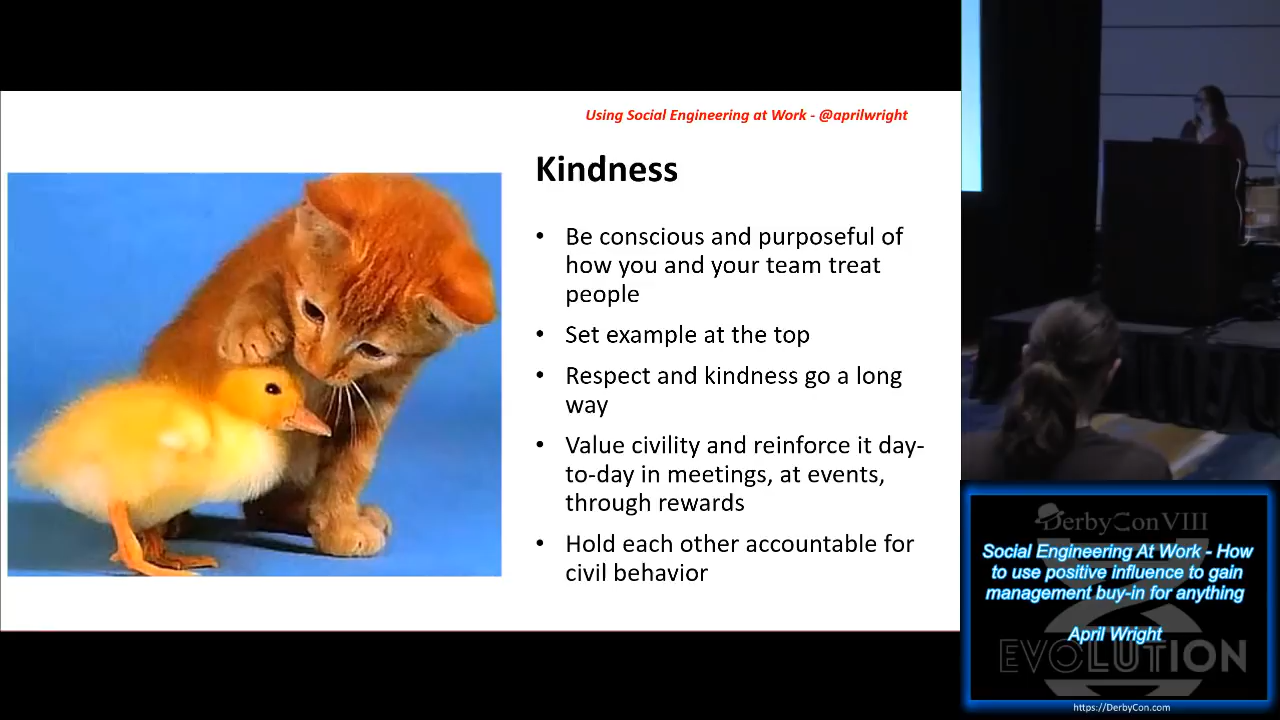 Using Social Engineering at Work - @aprilwright
Kindness
• Be conscious and purposeful of
how you and your team treat
people
• Set example at the top
• Respect and kindness go a long
way
• Value civility and reinforce it day-
to-day in meetings, at events,
through rewards
• Hold each other accountable for
civil behavior
DerbyCon VIII
Social Engineering At Work - How
to use positive influence to gain
management buy-in for anything
April Wright
EVOLUTION
https://DerbyCon.com